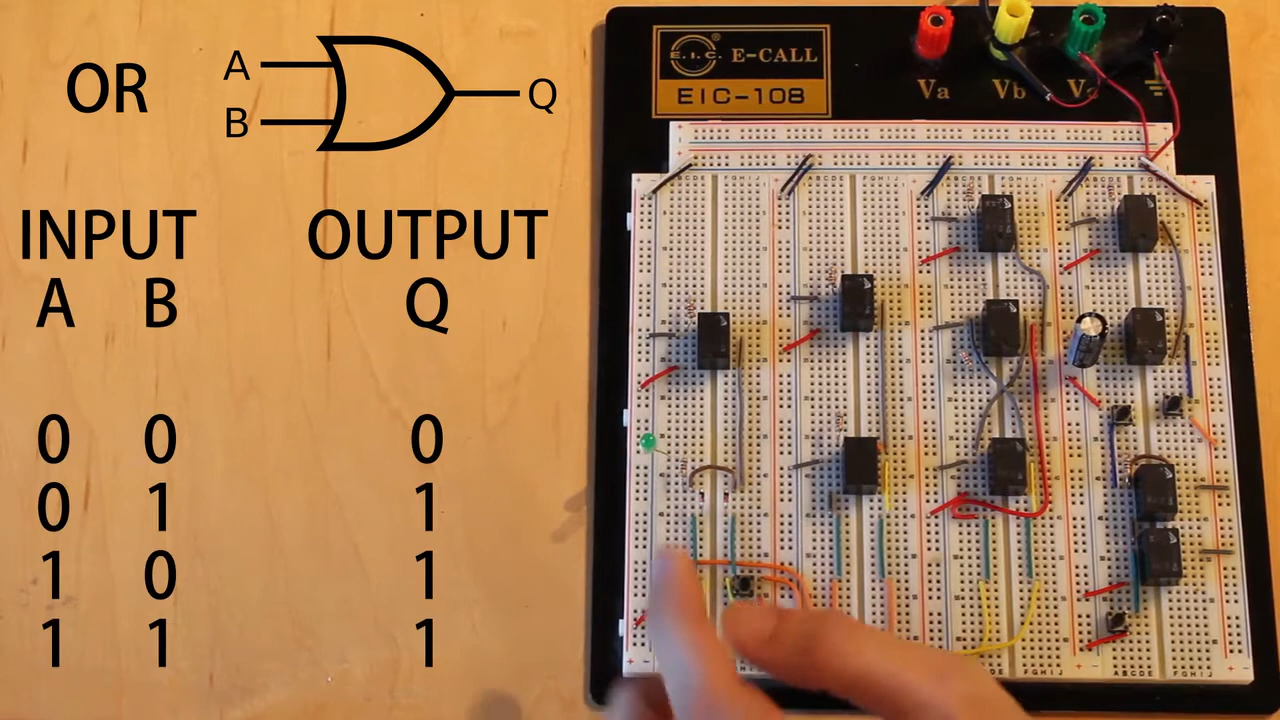 OR
A
B
Q
INPUT
OUTPUT
A B
Q
0 0 0
0 1 1
1 0 1
1 1 1
E.I.C.® E-CALL
EIC-108
Va Vb Vc